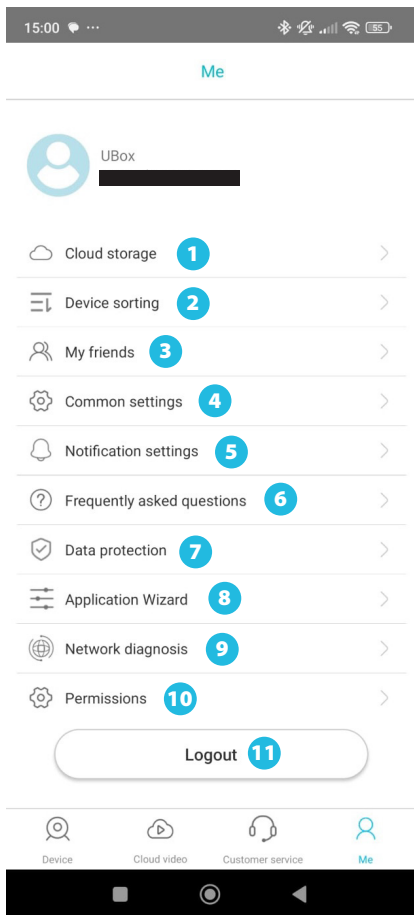 15:00
55
Me
UBox
Cloud storage 1
Device sorting 2
My friends 3
Common settings 4
Notification settings 5
Frequently asked questions 6
Data protection 7
Application Wizard 8
Network diagnosis 9
Permissions 10
Logout 11
Device Cloud video Customer service Me